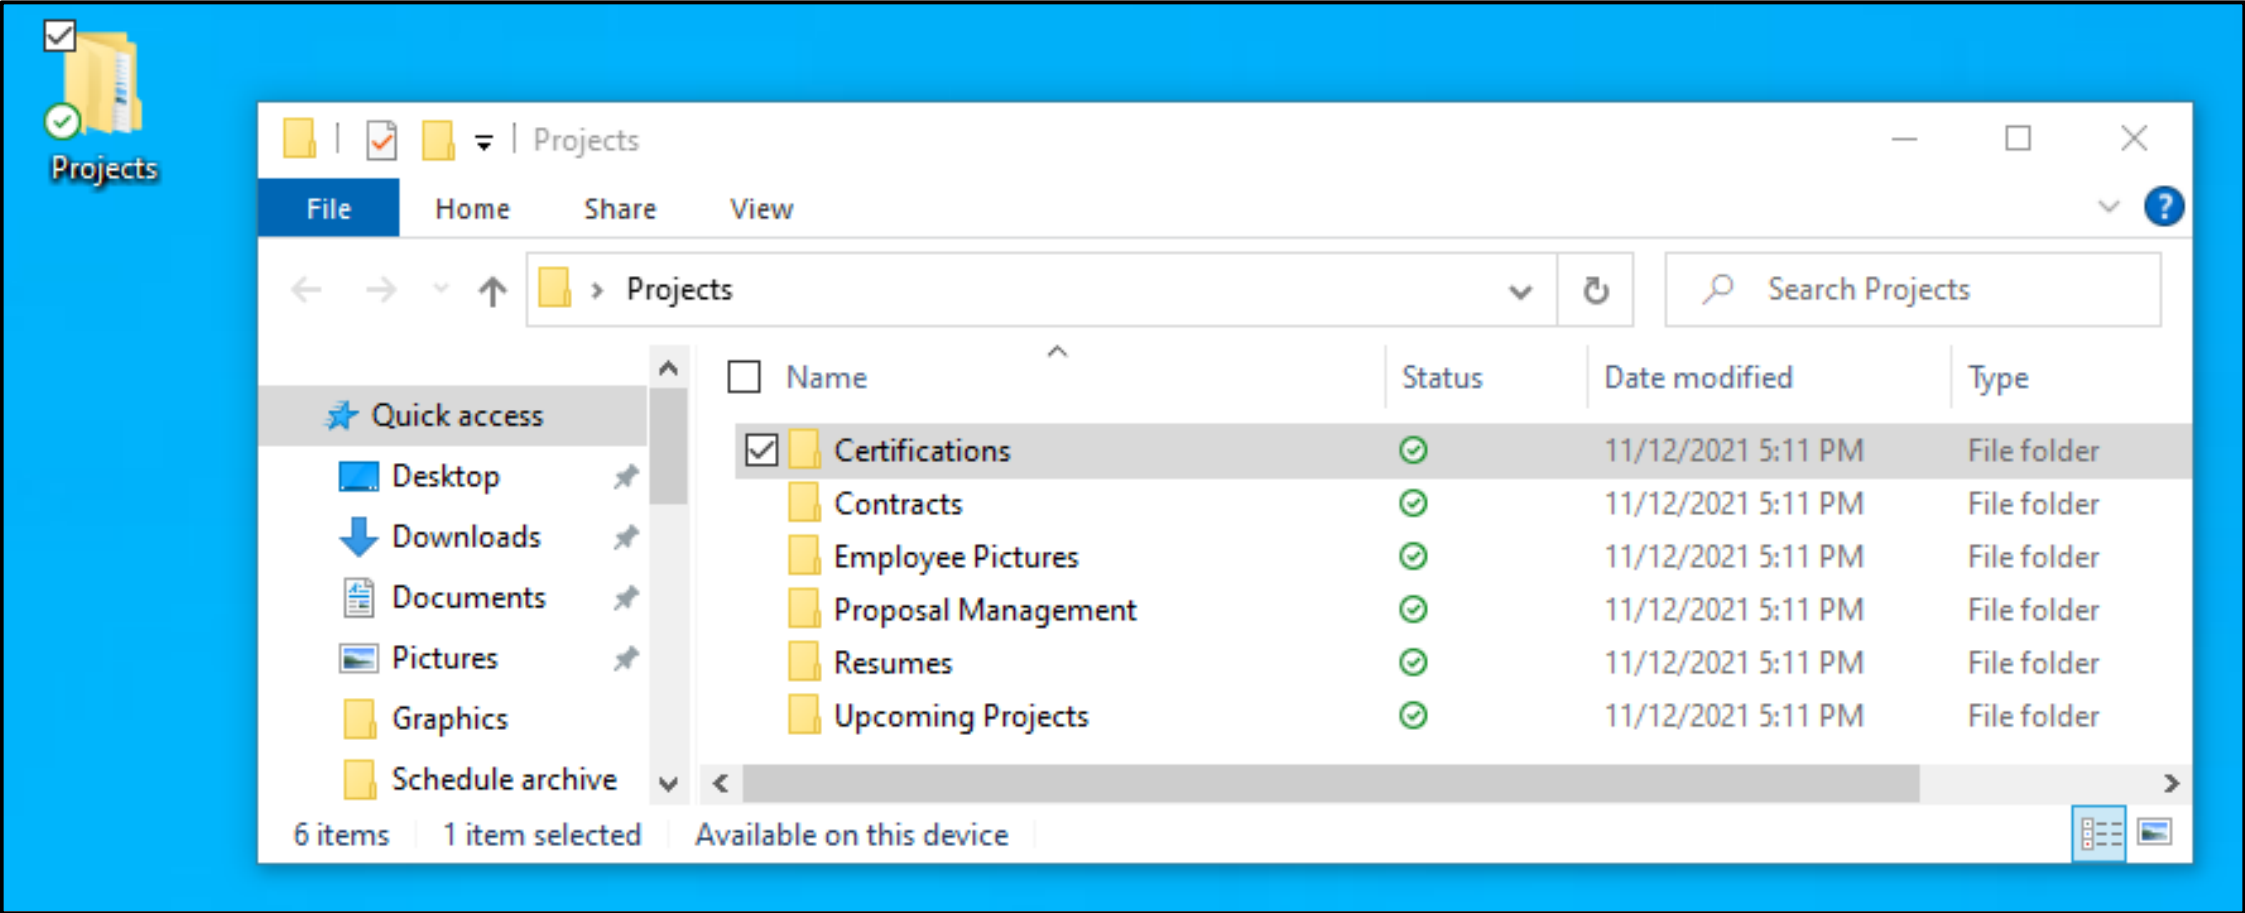 Projects
Projects
File Home Share View
?
Projects Search Projects
Name Status Date modified Type
Quick access
Desktop
Downloads
Documents
Pictures
Graphics
Schedule archive
Certifications 11/12/2021 5:11 PM File folder
Contracts 11/12/2021 5:11 PM File folder
Employee Pictures 11/12/2021 5:11 PM File folder
Proposal Management 11/12/2021 5:11 PM File folder
Resumes 11/12/2021 5:11 PM File folder
Upcoming Projects 11/12/2021 5:11 PM File folder
6 items 1 item selected Available on this device